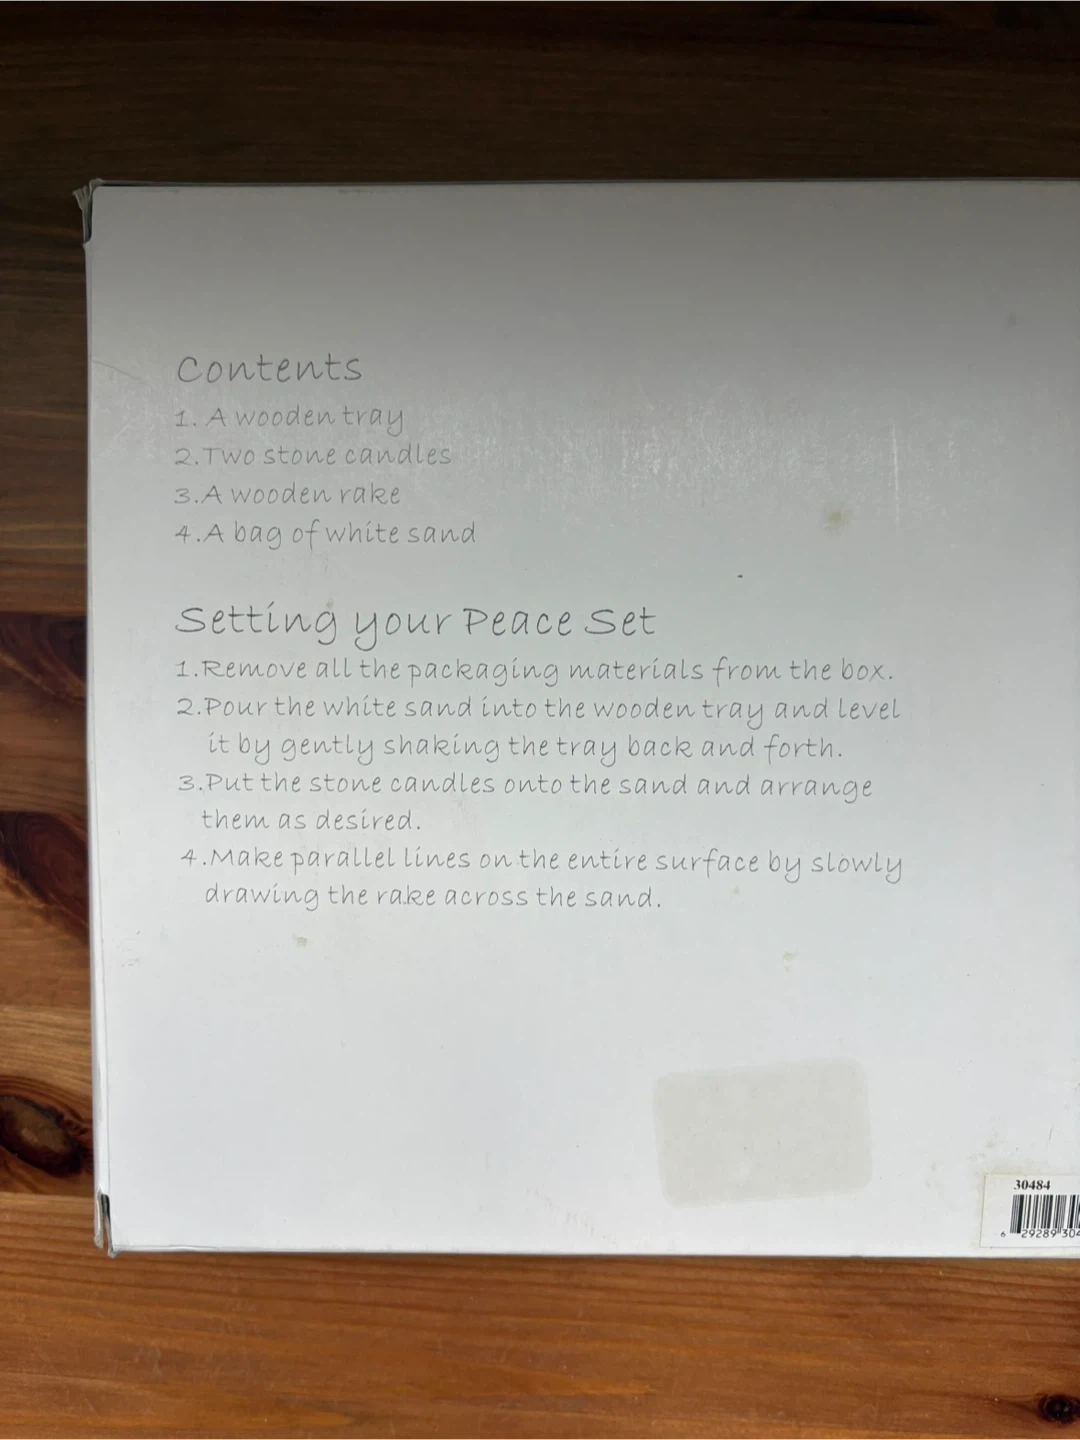 Contents
1. A wooden tray
2.Two stone candles
3.A wooden rake
4.A bag of white sand
Setting your Peace Set
1.Remove all the packaging materials from the box.
2.Pour the white sand into the wooden tray and level
it by gently shaking the tray back and forth.
3.Put the stone candles onto the sand and arrange
them as desired.
4.Make parallel lines on the entire surface by slowly
drawing the rake across the sand.
30484
6 29289 304